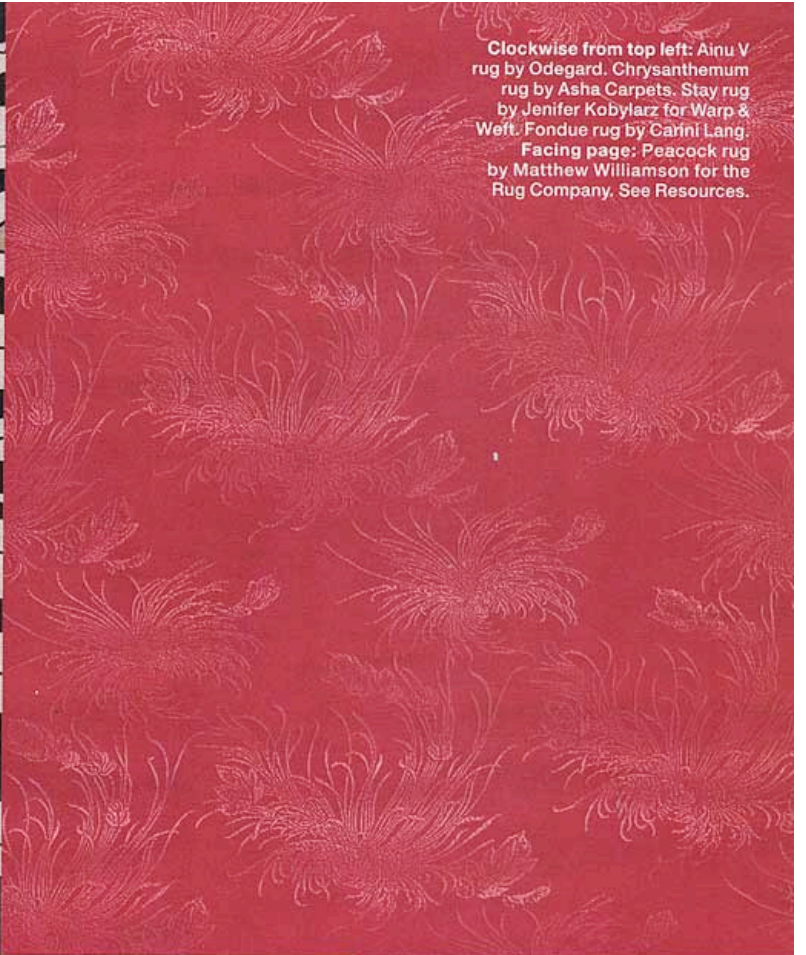 Clockwise from top left: Ainu V
rug by Odegard. Chrysanthemum
rug by Asha Carpets. Stay rug
by Jenifer Kobylarz for Warp &
Weft. Fondue rug by Carini Lang.
Facing page: Peacock rug
by Matthew Williamson for the
Rug Company. See Resources.